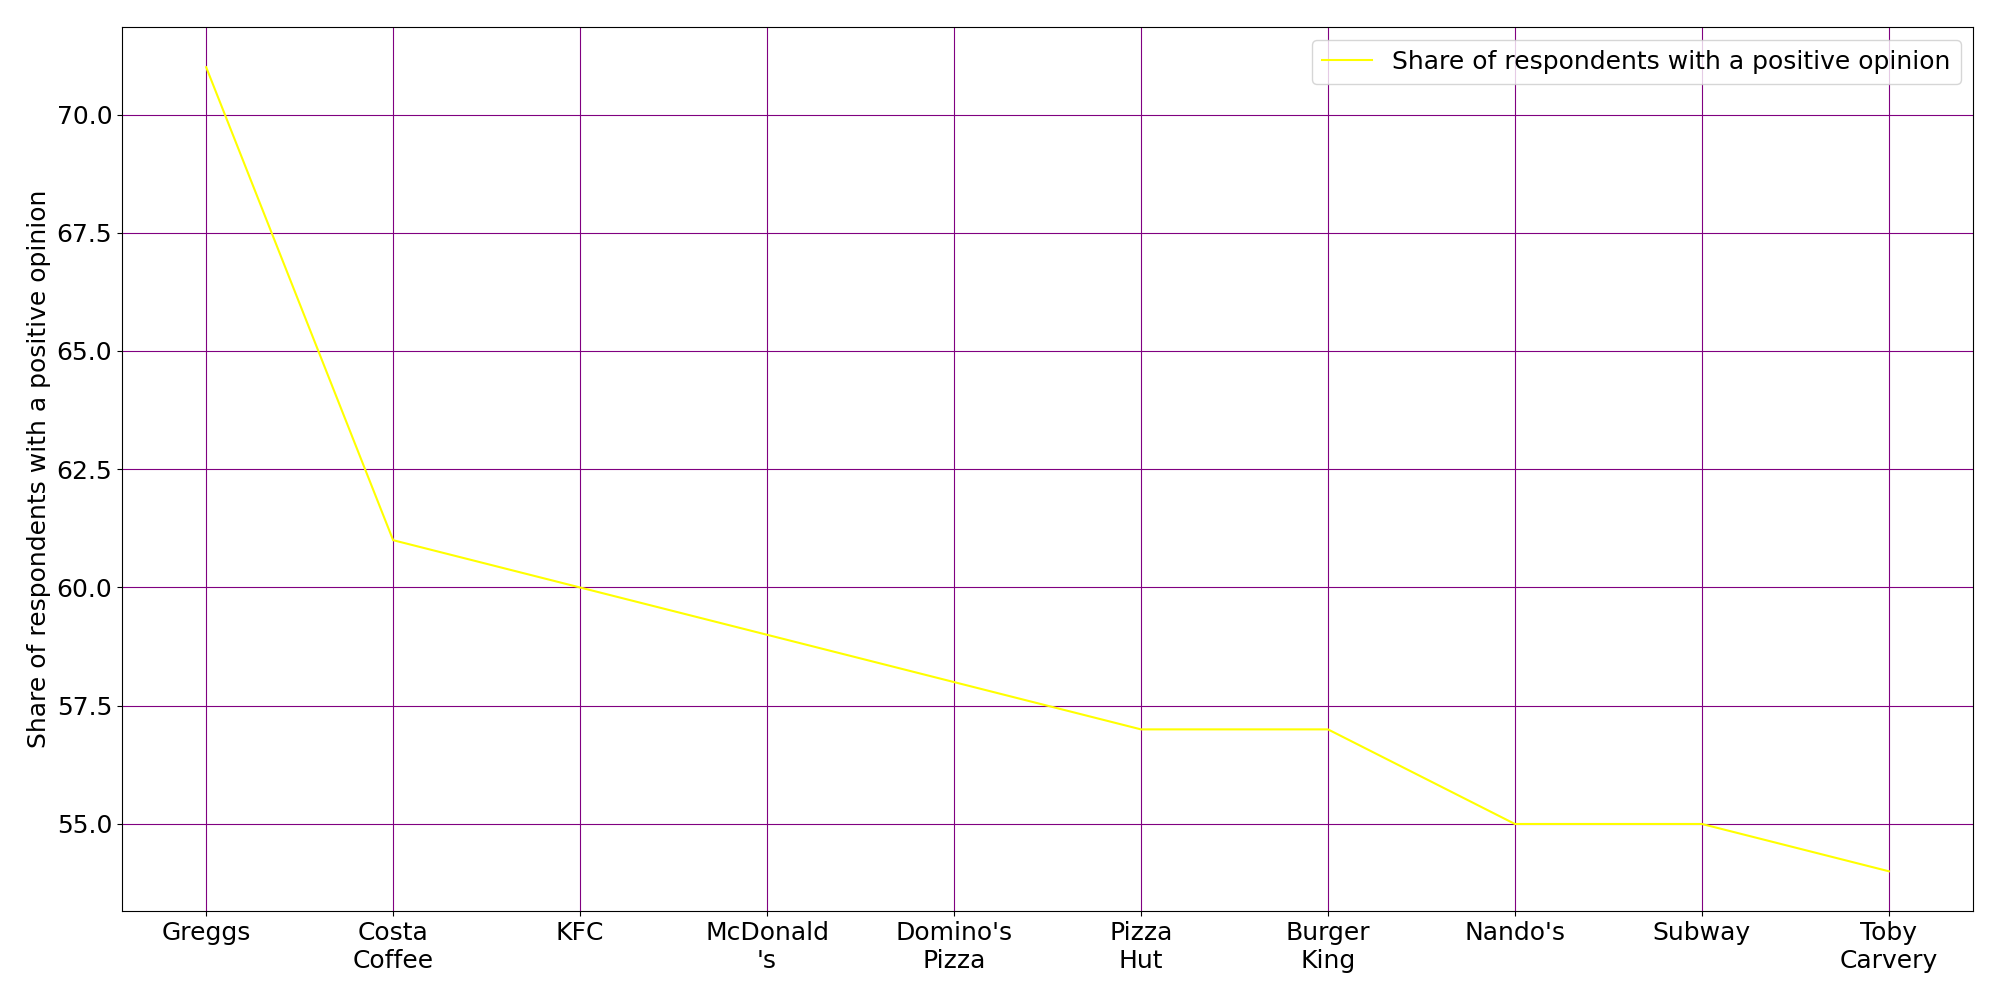 Share of respondents with a positive opinion
Share of respondents with a positive opinion
70.0
67.5
65.0
62.5
60.0
57.5
55.0
Greggs
Costa
Coffee
KFC
McDonald
's
Domino's
Pizza
Pizza
Hut
Burger
King
Nando's
Subway
Toby
Carvery